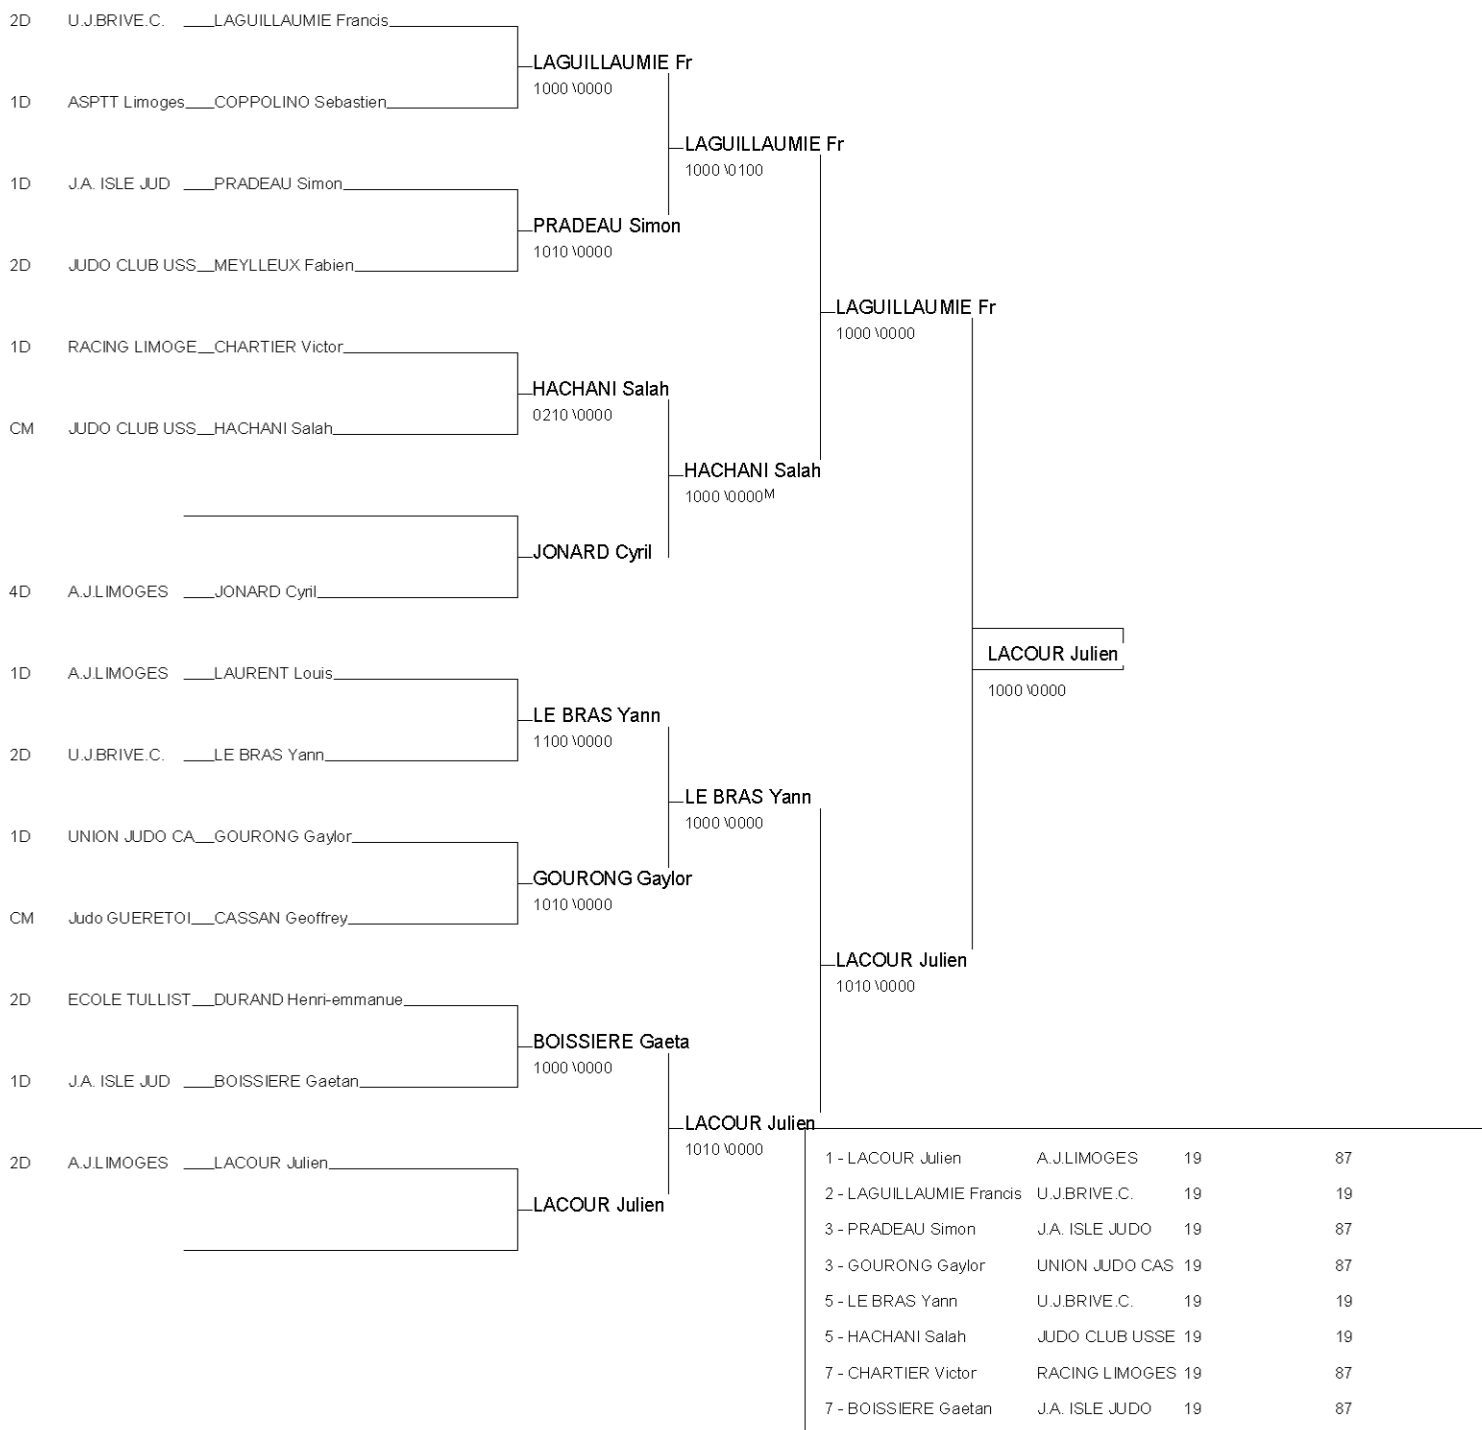 2D U.J.BRIVE.C. LAGUILLAUMIE Francis
LAGUILLAUMIE Fr
1000 \0000
1D ASPTT Limoges COPPOLINO Sebastien
LAGUILLAUMIE Fr
1000 \0100
1D J.A. ISLE JUD PRADEAU Simon
PRADEAU Simon
1010 \0000
2D JUDO CLUB USS MEYLLEUX Fabien
LAGUILLAUMIE Fr
1000 \0000
1D RACING LIMOGE CHARTIER Victor
HACHANI Salah
0210 \0000
CM JUDO CLUB USS HACHANI Salah
HACHANI Salah
1000 \0000M
JONARD Cyril
4D A.J.LIMOGES JONARD Cyril
LACOUR Julien
1000 \0000
1D A.J.LIMOGES LAURENT Louis
LE BRAS Yann
1100 \0000
2D U.J.BRIVE.C. LE BRAS Yann
LE BRAS Yann
1000 \0000
1D UNION JUDO CA GOURONG Gaylor
GOURONG Gaylor
1010 \0000
CM Judo GUERETOI CASSAN Geoffrey
LACOUR Julien
1010 \0000
2D ECOLE TULLIST DURAND Henri-emmanue
BOISSIERE Gaeta
1000 \0000
1D J.A. ISLE JUD BOISSIERE Gaetan
LACOUR Julien
1010 \0000
2D A.J.LIMOGES LACOUR Julien
LACOUR Julien
1 - LACOUR Julien A.J.LIMOGES 19 87
2 - LAGUILLAUMIE Francis U.J.BRIVE.C. 19 19
3 - PRADEAU Simon J.A. ISLE JUDO 19 87
3 - GOURONG Gaylor UNION JUDO CAS 19 87
5 - LE BRAS Yann U.J.BRIVE.C. 19 19
5 - HACHANI Salah JUDO CLUB USSE 19 19
7 - CHARTIER Victor RACING LIMOGES 19 87
7 - BOISSIERE Gaetan J.A. ISLE JUDO 19 87